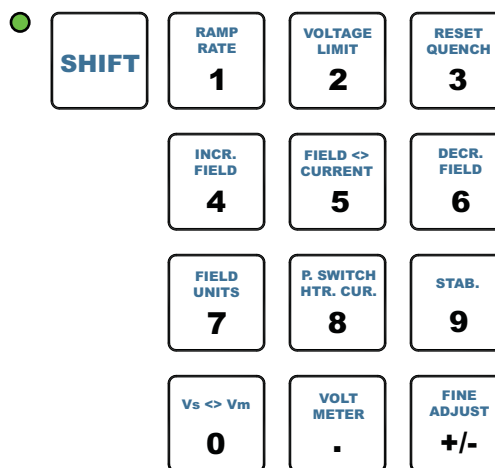 SHIFT
RAMP
RATE
1
VOLTAGE
LIMIT
2
RESET
QUENCH
3
INCR.
FIELD
4
FIELD <>
CURRENT
5
DECR.
FIELD
6
FIELD
UNITS
7
P. SWITCH
HTR. CUR.
8
STAB.
9
Vs <> Vm
0
VOLT
METER
.
FINE
ADJUST
+/-